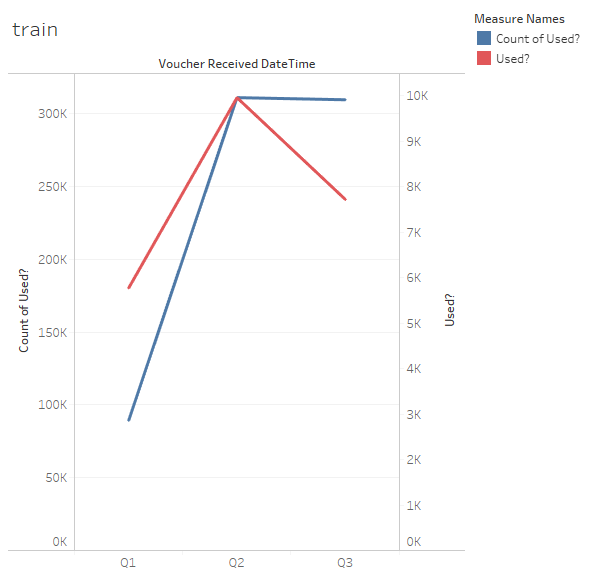 train
Measure Names
Count of Used?
Used?
Voucher Received DateTime
300K
250K
200K
150K
100K
50K
0K
Count of Used?
10K
9K
8K
7K
6K
5K
4K
3K
2K
1K
0K
Used?
Q1 Q2 Q3